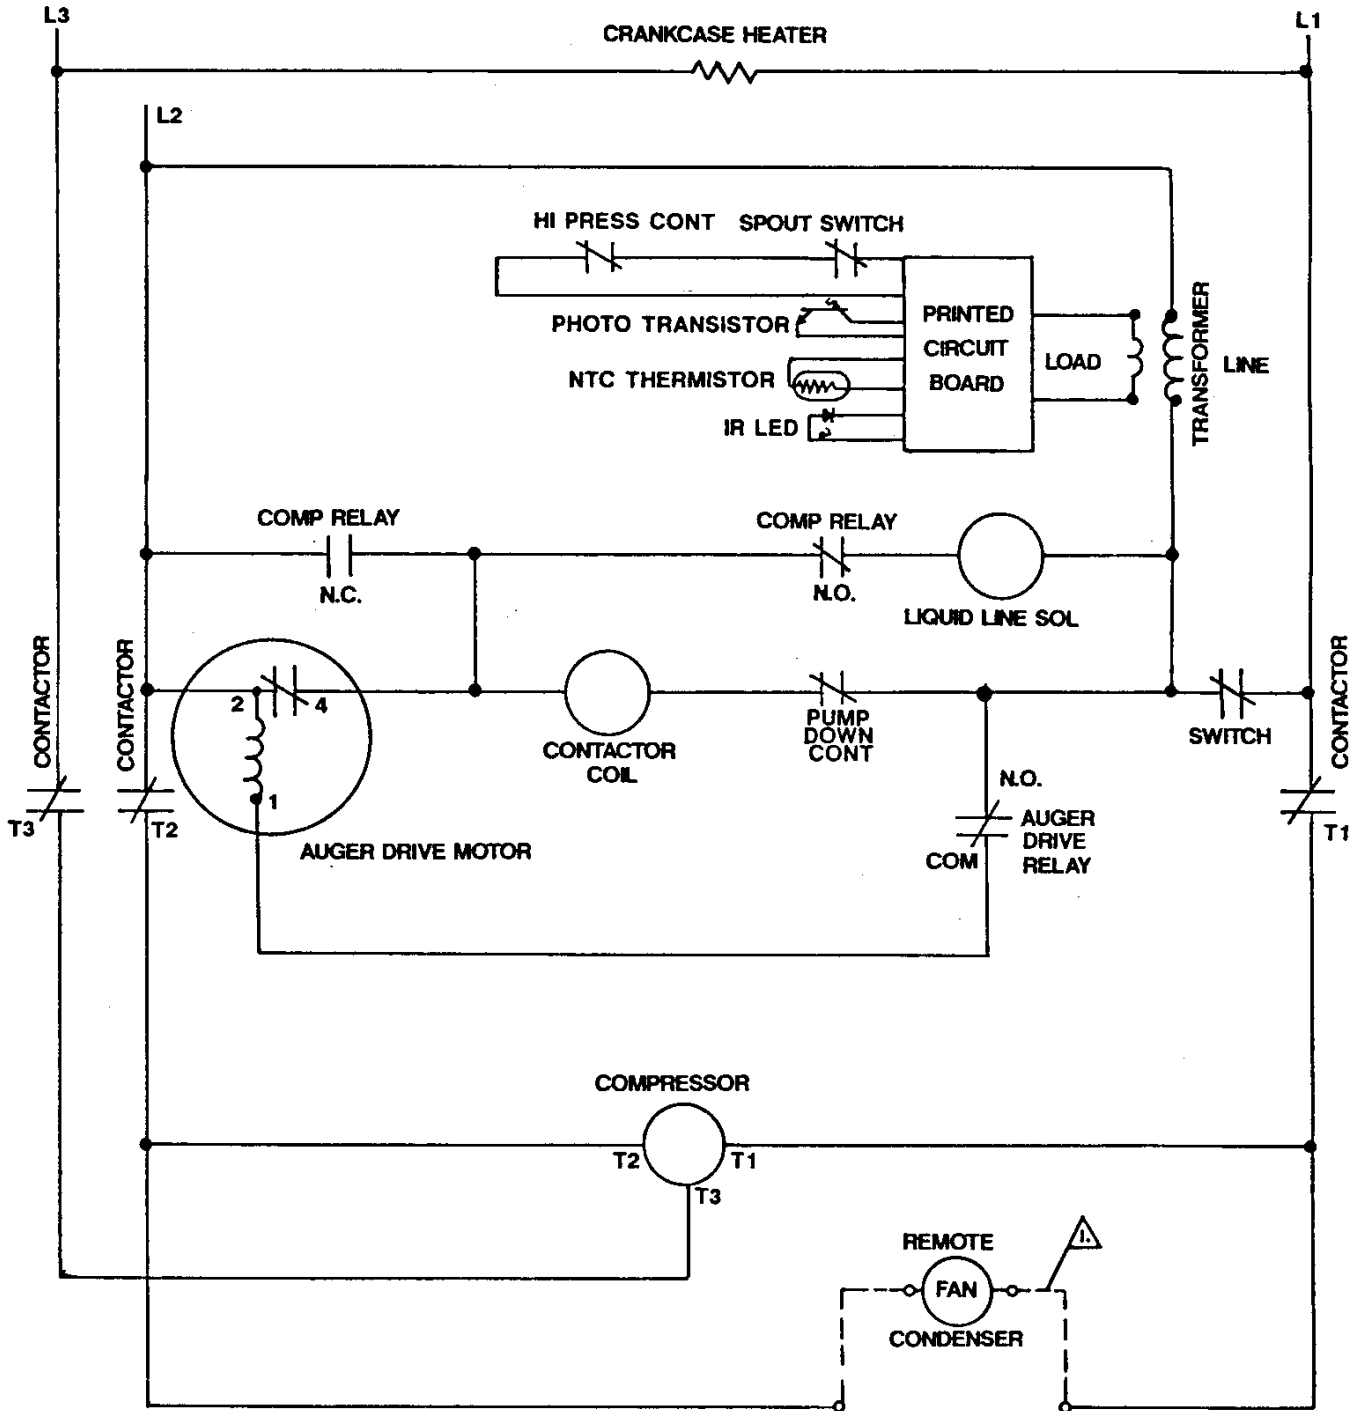 L3
L1
CRANKCASE HEATER
L2
HI PRESS CONT
SPOUT SWITCH
PHOTO TRANSISTOR
NTC THERMISTOR
IR LED
PRINTED
CIRCUIT
BOARD
LOAD
TRANSFORMER
LINE
COMP RELAY
N.C.
COMP RELAY
N.O.
LIQUID LINE SOL
CONTACTOR
T3
CONTACTOR
T2
2
4
1
AUGER DRIVE MOTOR
CONTACTOR
COIL
PUMP
DOWN
CONT
SWITCH
CONTACTOR
T1
N.O.
AUGER
DRIVE
RELAY
COM
COMPRESSOR
T2
T1
T3
REMOTE
FAN
CONDENSER
1.